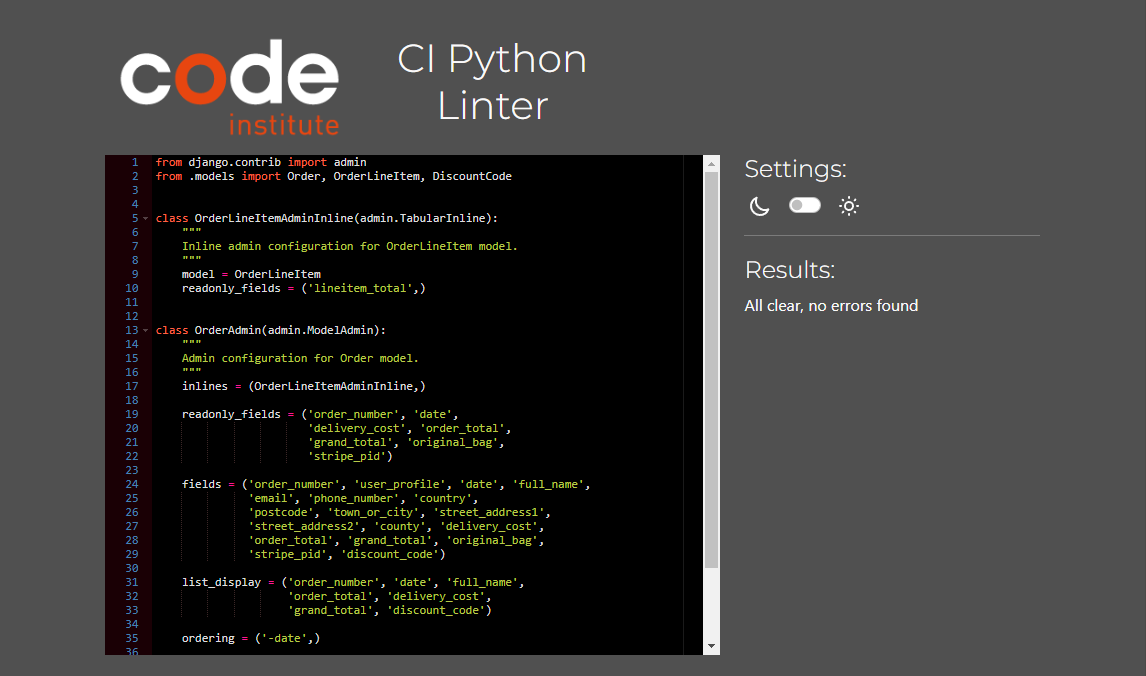 code
institute
CI Python
Linter
1 from django.contrib import admin
2 from .models import Order, OrderLineItem, DiscountCode
3
4
5 class OrderLineItemAdminInline(admin.TabularInline):
6     """
7     Inline admin configuration for OrderLineItem model.
8     """
9     model = OrderLineItem
10     readonly_fields = ('lineitem_total',)
11
12
13 class OrderAdmin(admin.ModelAdmin):
14     """
15     Admin configuration for Order model.
16     """
17     inlines = (OrderLineItemAdminInline,)
18
19     readonly_fields = ('order_number', 'date',
20                        'delivery_cost', 'order_total',
21                        'grand_total', 'original_bag',
22                        'stripe_pid')
23
24     fields = ('order_number', 'user_profile', 'date', 'full_name',
25               'email', 'phone_number', 'country',
26               'postcode', 'town_or_city', 'street_address1',
27               'street_address2', 'county', 'delivery_cost',
28               'order_total', 'grand_total', 'original_bag',
29               'stripe_pid', 'discount_code')
30
31     list_display = ('order_number', 'date', 'full_name',
32                     'order_total', 'delivery_cost',
33                     'grand_total', 'discount_code')
34
35     ordering = ('-date',)
36
Settings:
Results:
All clear, no errors found